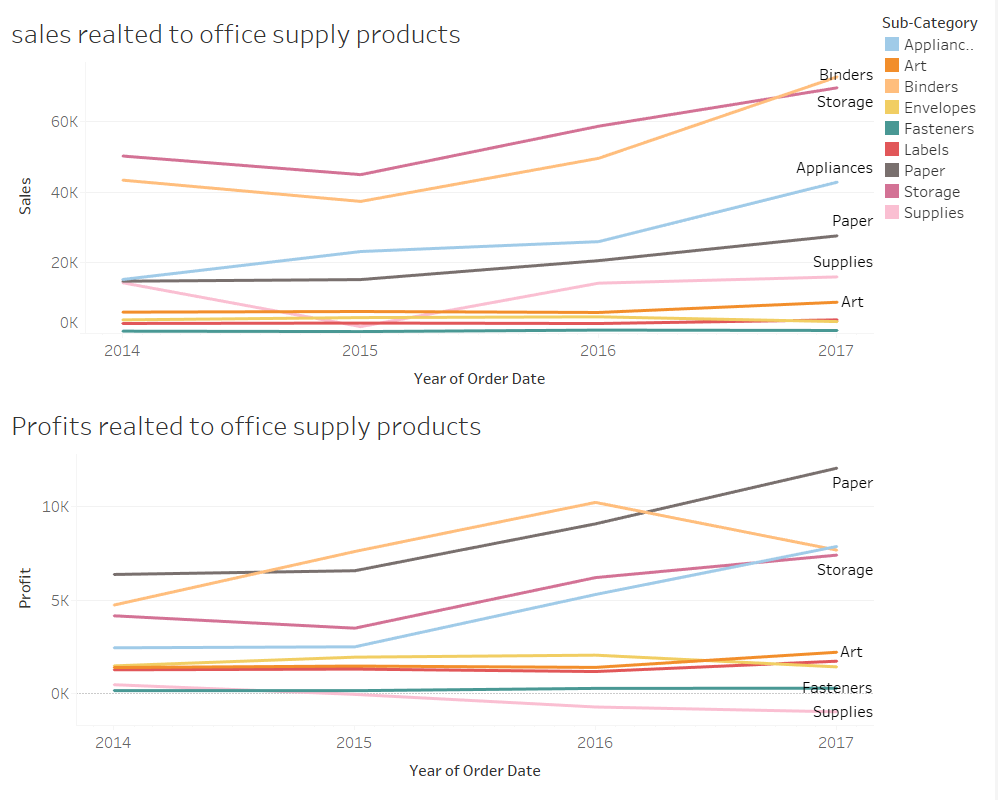 sales realted to office supply products
Sub-Category
Applianc..
Art
Binders
Envelopes
Fasteners
Labels
Paper
Storage
Supplies
Sales
60K
40K
20K
0K
Binders
Storage
Appliances
Paper
Supplies
Art
2014 2015 2016 2017
Year of Order Date
Profits realted to office supply products
Profit
10K
5K
0K
Paper
Storage
Art
Fasteners
Supplies
2014 2015 2016 2017
Year of Order Date